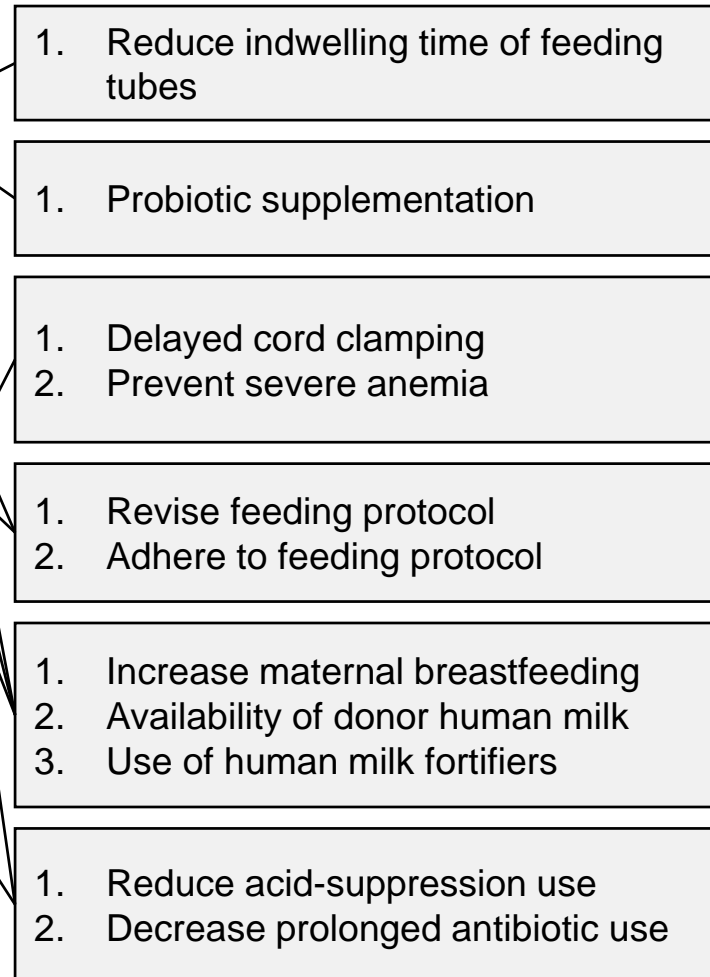 1. Reduce indwelling time of feeding
tubes
1. Probiotic supplementation
1. Delayed cord clamping
2. Prevent severe anemia
1. Revise feeding protocol
2. Adhere to feeding protocol
1. Increase maternal breastfeeding
2. Availability of donor human milk
3. Use of human milk fortifiers
1. Reduce acid-suppression use
2. Decrease prolonged antibiotic use